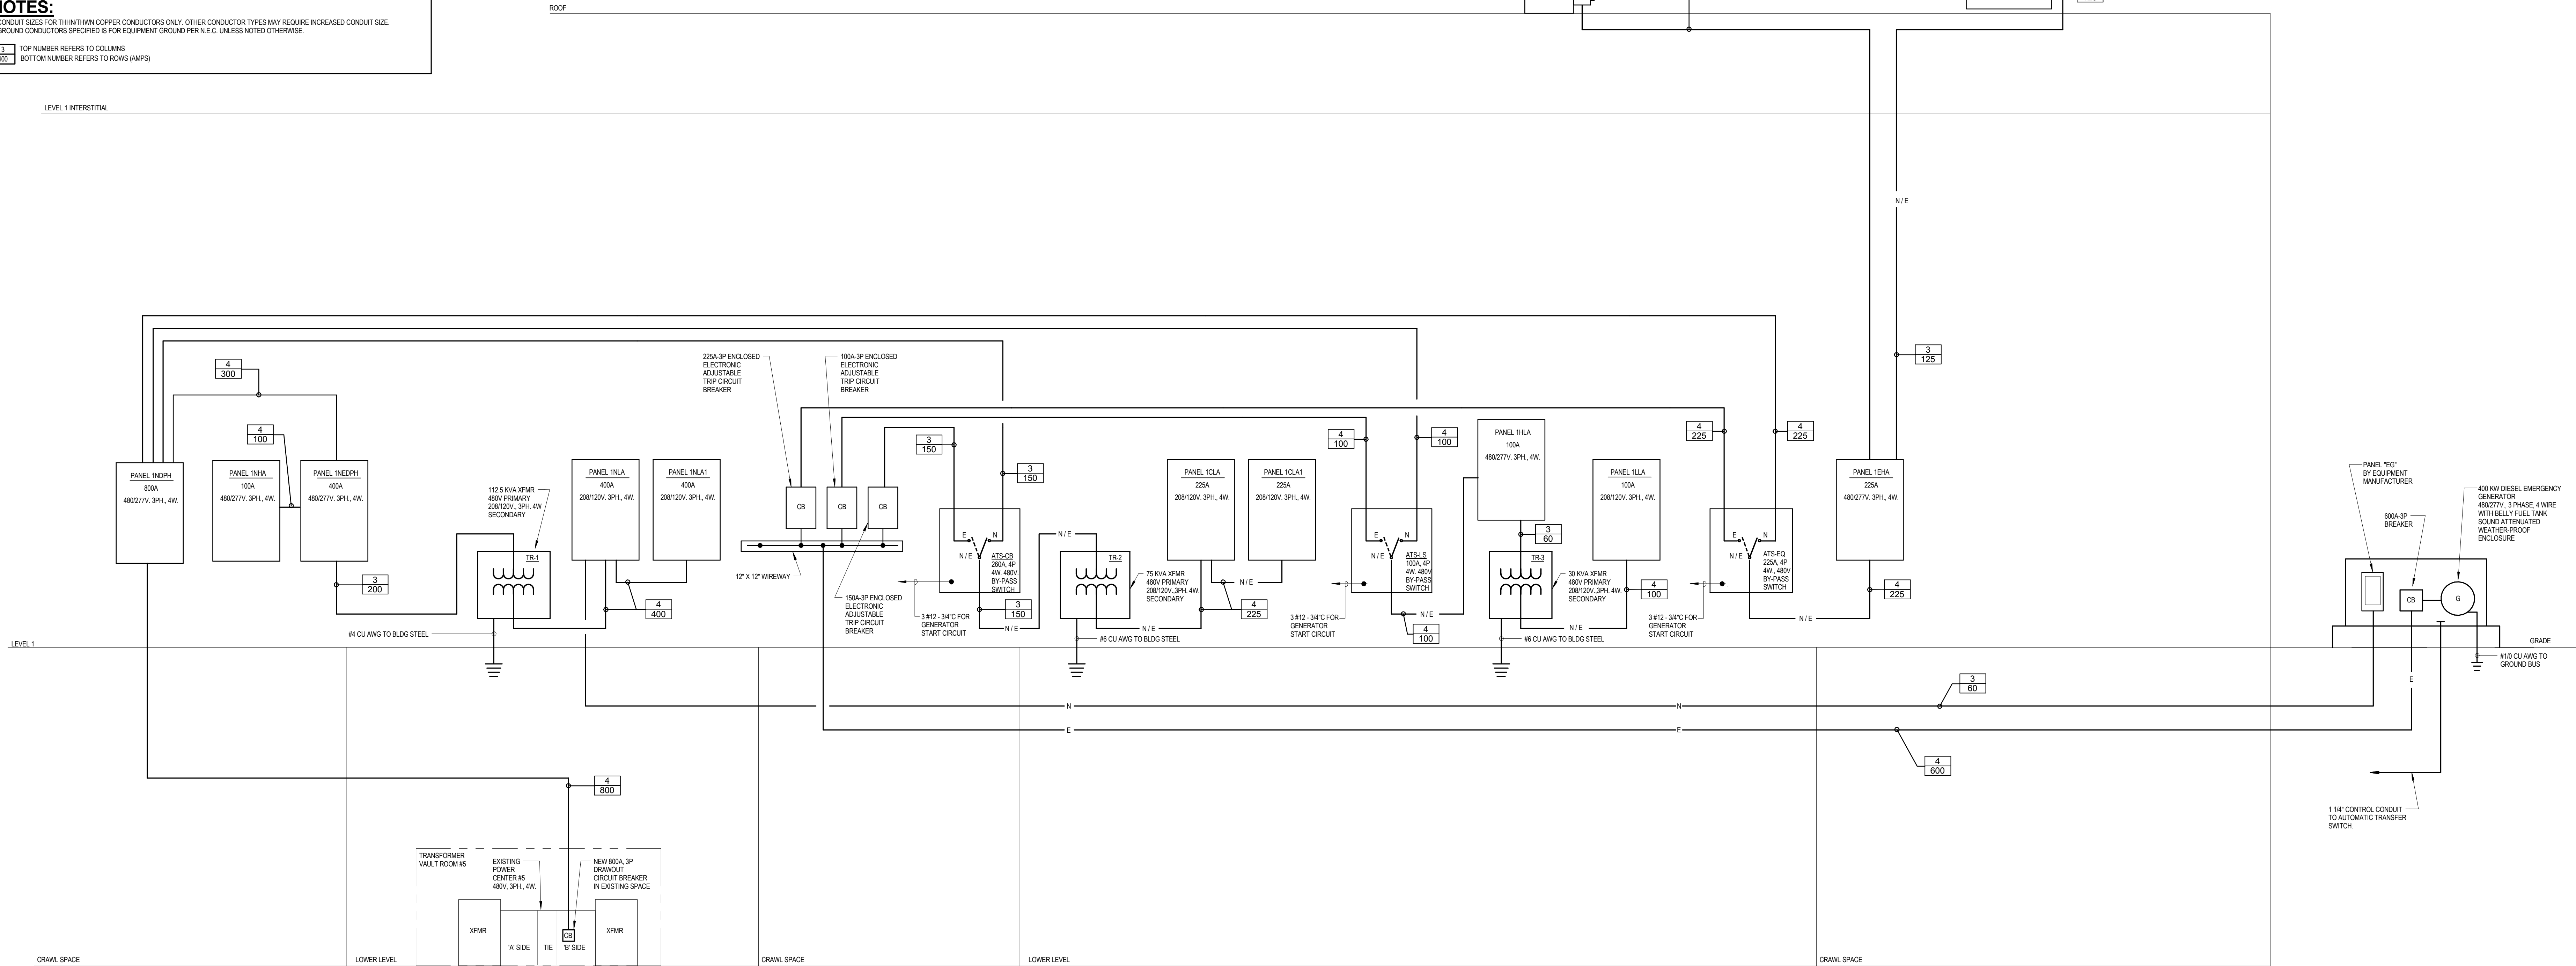 NOTES:
CONDUIT SIZES FOR THHN/THWN COPPER CONDUCTORS ONLY. OTHER CONDUCTOR TYPES MAY REQUIRE INCREASED CONDUIT SIZE.
GROUND CONDUCTORS SPECIFIED IS FOR EQUIPMENT GROUND PER N.E.C. UNLESS NOTED OTHERWISE.
3
TOP NUMBER REFERS TO COLUMNS
400
BOTTOM NUMBER REFERS TO ROWS (AMPS)
ROOF
LEVEL 1 INTERSTITIAL
N / E
3
125
4
300
4
100
PANEL 1NDPH
800A
480/277V. 3PH., 4W.
PANEL 1NHA
100A
480/277V. 3PH., 4W.
PANEL 1NEDPH
400A
480/277V. 3PH., 4W.
3
200
112.5 KVA XFMR
480V PRIMARY
208/120V., 3PH. 4W
SECONDARY
TR-1
#4 CU AWG TO BLDG STEEL
PANEL 1NLA
400A
208/120V. 3PH., 4W.
PANEL 1NLA1
400A
208/120V. 3PH., 4W.
4
400
225A-3P ENCLOSED
ELECTRONIC
ADJUSTABLE
TRIP CIRCUIT
BREAKER
100A-3P ENCLOSED
ELECTRONIC
ADJUSTABLE
TRIP CIRCUIT
BREAKER
CB
CB
CB
12" X 12" WIREWAY
150A-3P ENCLOSED
ELECTRONIC
ADJUSTABLE
TRIP CIRCUIT
BREAKER
3
150
3
150
E
N
N / E
ATS-CB
260A, 4P
4W. 480V
BY-PASS
SWITCH
3
150
3 #12 - 3/4"C FOR
GENERATOR
START CIRCUIT
N / E
N / E
TR-2
75 KVA XFMR
480V PRIMARY
208/120V.,3PH. 4W.
SECONDARY
#6 CU AWG TO BLDG STEEL
N / E
PANEL 1CLA
225A
208/120V. 3PH., 4W.
PANEL 1CLA1
225A
208/120V. 3PH., 4W.
N / E
4
225
4
100
4
100
E
N
N / E
ATS-LS
100A, 4P
4W. 480V
BY-PASS
SWITCH
3 #12 - 3/4"C FOR
GENERATOR
START CIRCUIT
N / E
4
100
PANEL 1HLA
100A
480/277V. 3PH., 4W.
3
60
TR-3
30 KVA XFMR
480V PRIMARY
208/120V.,3PH. 4W.
SECONDARY
#6 CU AWG TO BLDG STEEL
N / E
PANEL 1LLA
100A
208/120V. 3PH., 4W.
4
100
4
225
4
225
E
N
N / E
ATS-EQ
225A, 4P
4W., 480V
BY-PASS
SWITCH
3 #12 - 3/4"C FOR
GENERATOR
START CIRCUIT
N / E
PANEL 1EHA
225A
480/277V. 3PH., 4W.
4
225
PANEL "EG"
BY EQUIPMENT
MANUFACTURER
600A-3P
BREAKER
400 KW DIESEL EMERGENCY
GENERATOR
480/277V., 3 PHASE, 4 WIRE
WITH BELLY FUEL TANK
SOUND ATTENUATED
WEATHER-PROOF
ENCLOSURE
CB
G
GRADE
#1/0 CU AWG TO
GROUND BUS
E
LEVEL 1
N
N
3
60
E
E
4
600
1 1/4" CONTROL CONDUIT
TO AUTOMATIC TRANSFER
SWITCH.
4
800
TRANSFORMER
VAULT ROOM #5
EXISTING
POWER
CENTER #5
480V, 3PH., 4W.
NEW 800A, 3P
DRAWOUT
CIRCUIT BREAKER
IN EXISTING SPACE
XFMR
'A' SIDE
TIE
CB
'B' SIDE
XFMR
CRAWL SPACE
LOWER LEVEL
CRAWL SPACE
LOWER LEVEL
CRAWL SPACE